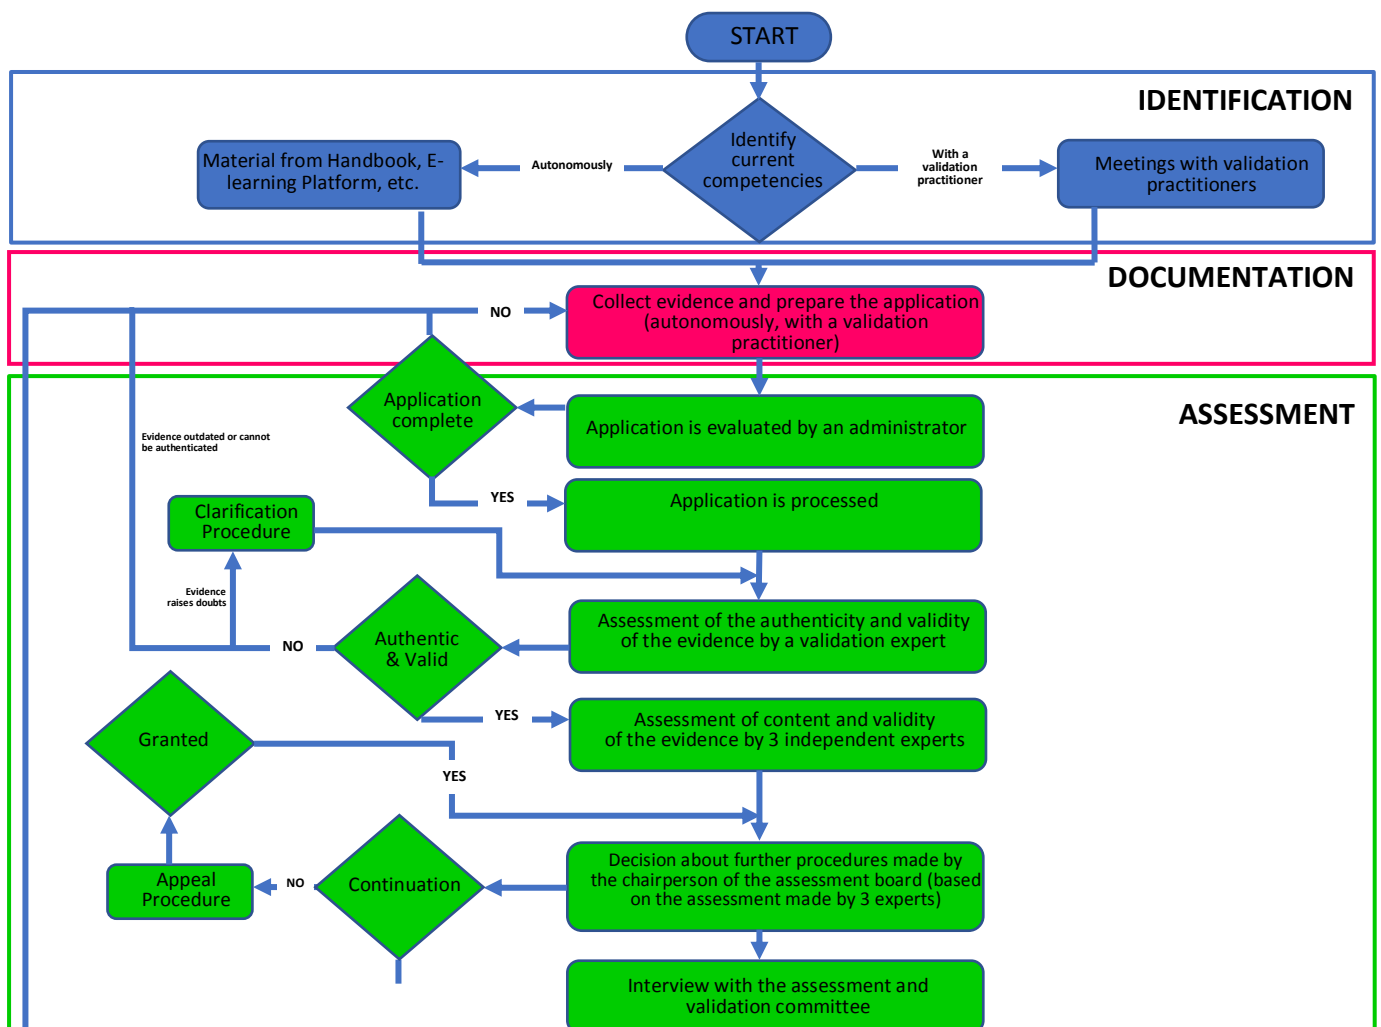 START
IDENTIFICATION
Identify
current
competencies
Material from Handbook, E-
learning Platform, etc.
Autonomously
With a
validation
practitioner
Meetings with validation
practitioners
DOCUMENTATION
Collect evidence and prepare the application
(autonomously, with a validation
practitioner)
NO
ASSESSMENT
Application
complete
Application is evaluated by an administrator
Evidence outdated or cannot
be authenticated
YES
Application is processed
Clarification
Procedure
Evidence
raises doubts
Assessment of the authenticity and validity
of the evidence by a validation expert
Authentic
& Valid
NO
YES
Assessment of content and validity
of the evidence by 3 independent experts
Granted
YES
Decision about further procedures made by
the chairperson of the assessment board (based
on the assessment made by 3 experts)
Continuation
NO
Appeal
Procedure
Interview with the assessment and
validation committee